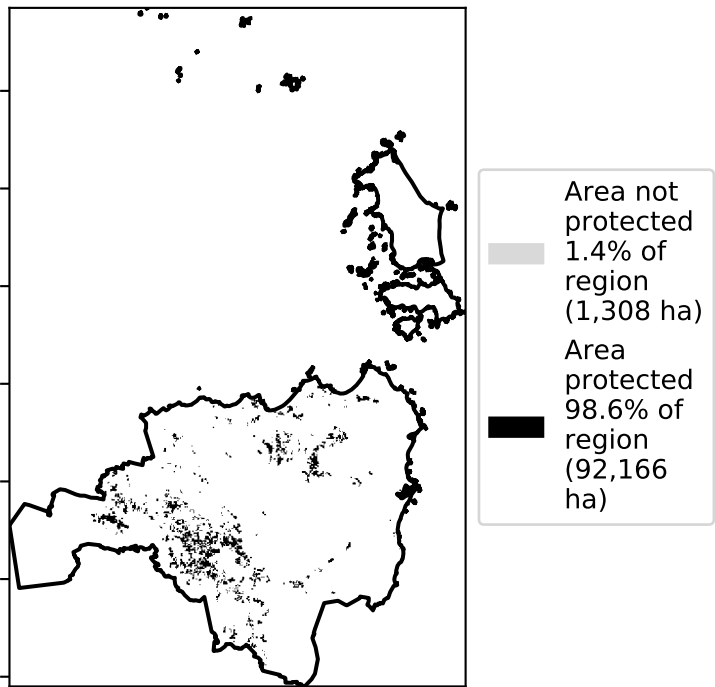 Area not
protected
1.4% of
region
(1,308 ha)
Area
protected
98.6% of
region
(92,166
ha)